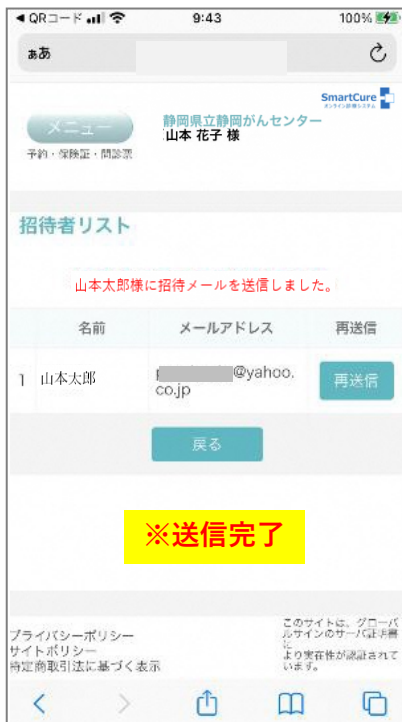 ◀ QRコード 9:43 100%
ぁあ
SmartCure
オンライン診療システム
メニュー
予約・保険証・問診票
静岡県立静岡がんセンター
山本 花子 様
招待者リスト
山本太郎様に招待メールを送信しました。
名前 メールアドレス 再送信
1 山本太郎 p @yahoo.
co.jp 再送信
戻る
※送信完了
プライバシーポリシー
サイトポリシー
特定商取引法に基づく表示
このサイトは、グローバ
ルサインのサーバ証明書
に
より実在性が認証されて
います。